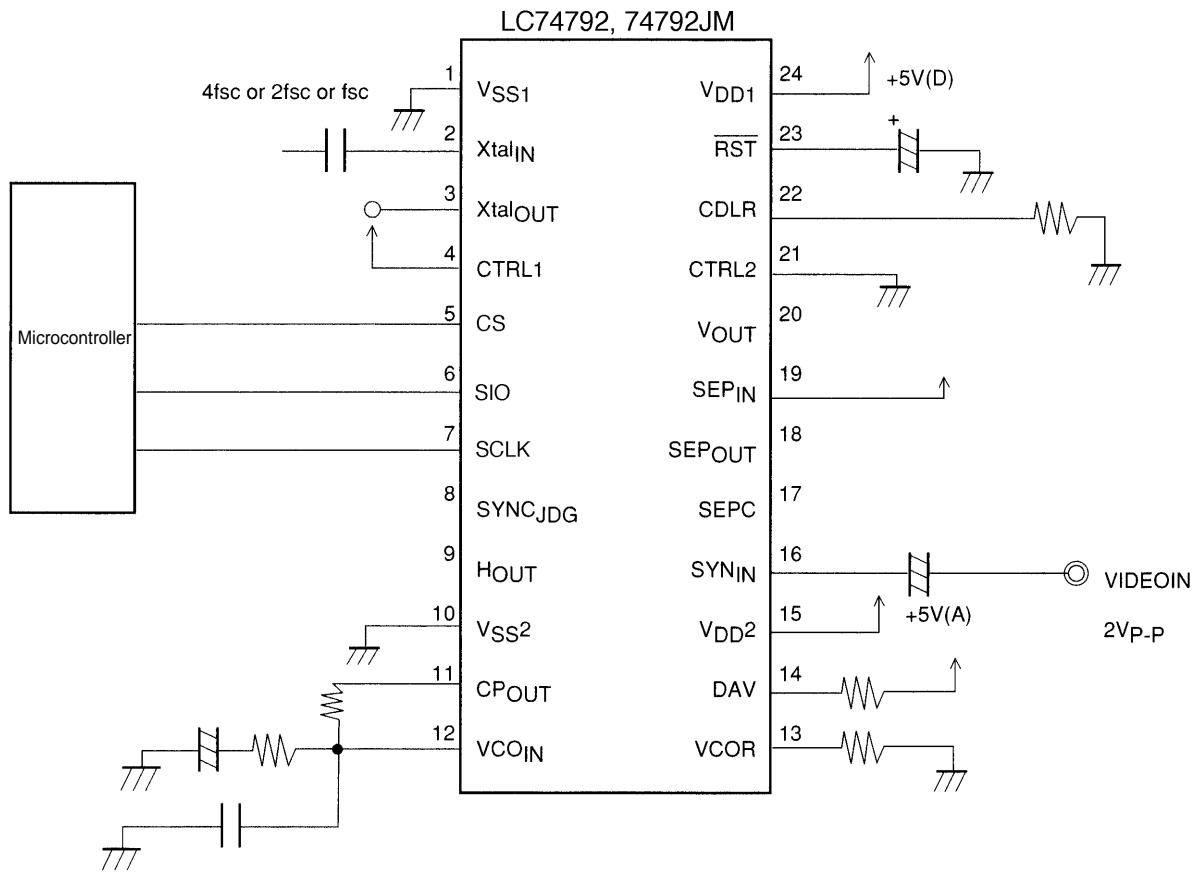 LC74792, 74792JM
4fsc or 2fsc or fsc
Microcontroller
1 VSS1
2 XtalIN
3 XtalOUT
4 CTRL1
5 CS
6 SIO
7 SCLK
8 SYNCJDG
9 HOUT
10 VSS2
11 CPOUT
12 VCOIN
VDD1 24
+5V(D)
RST 23
+
CDLR 22
CTRL2 21
VOUT 20
SEPIN 19
SEPOUT 18
SEPC 17
SYNIN 16
VIDEOIN
2VP-P
+5V(A)
VDD2 15
DAV 14
VCOR 13